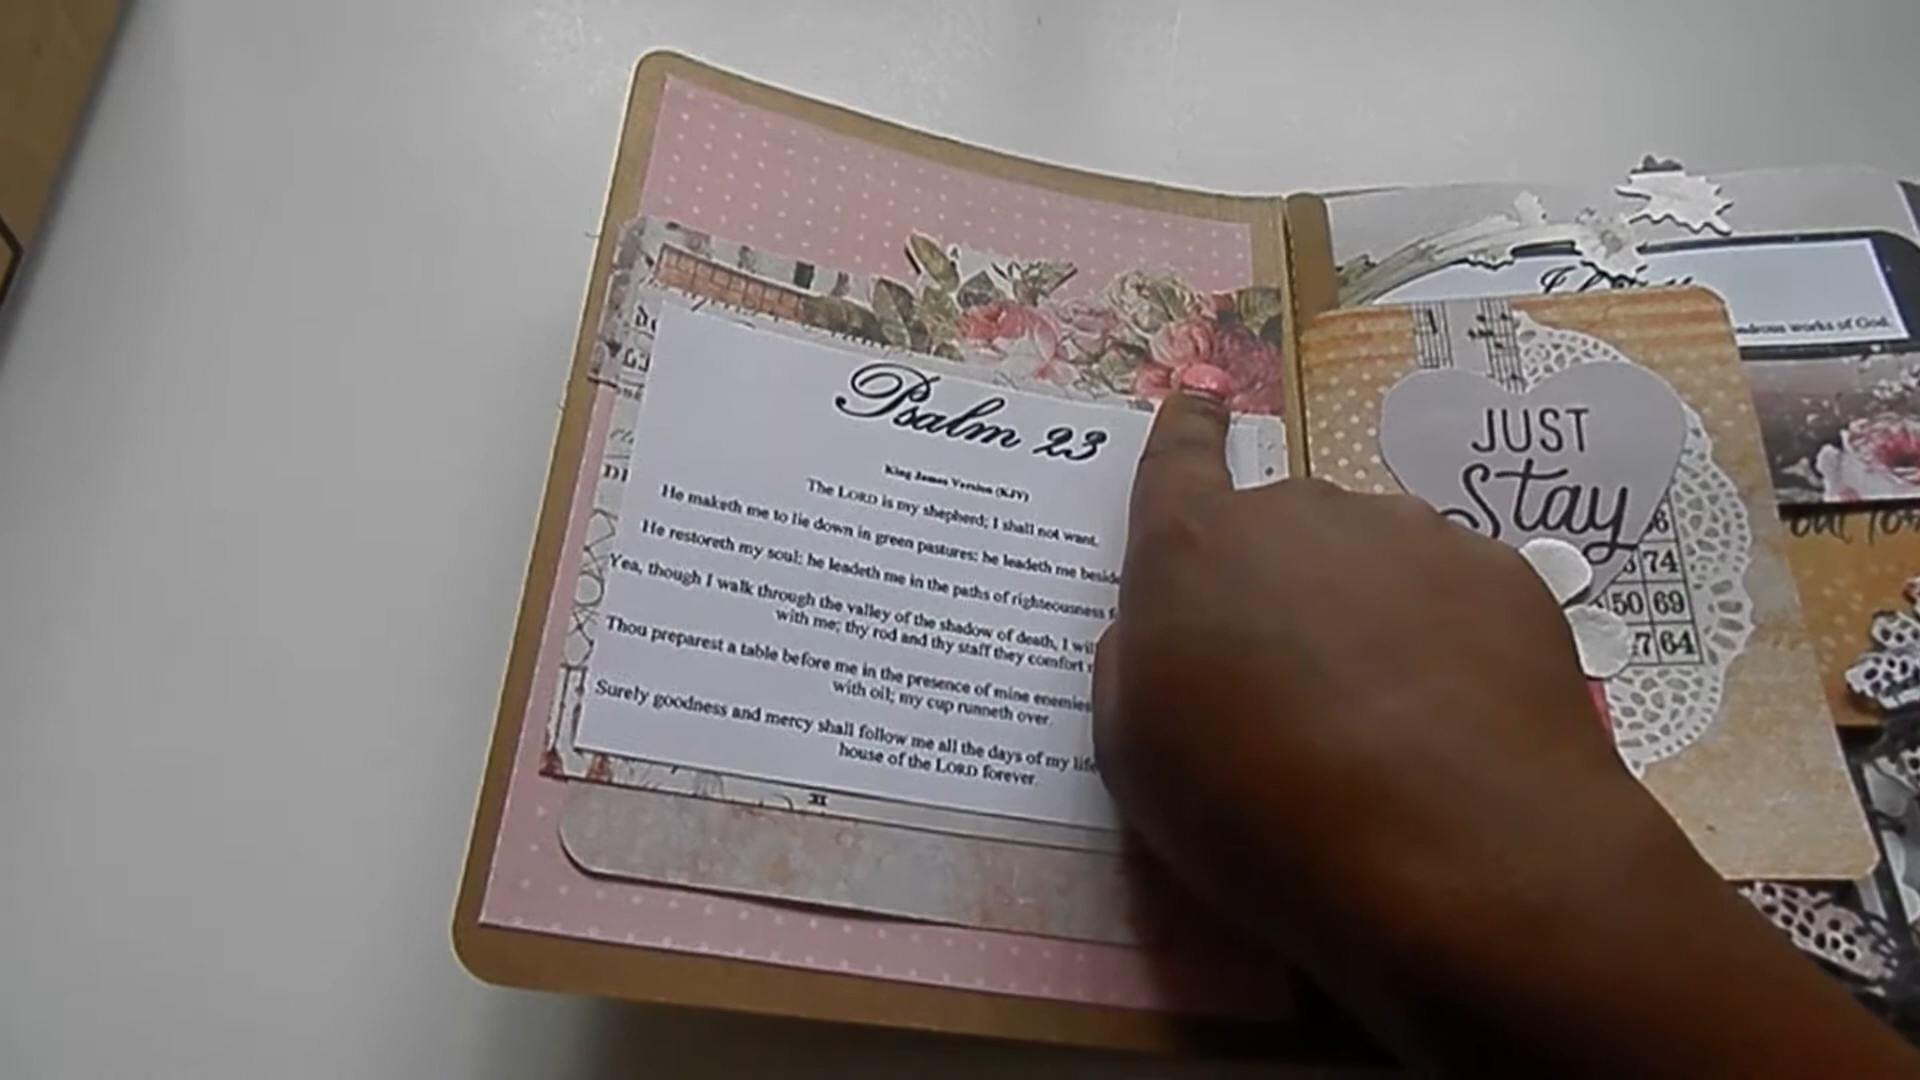 Psalm 23
King James Version (KJV)
The LORD is my shepherd; I shall not want.
He maketh me to lie down in green pastures: he leadeth me beside
He restoreth my soul: he leadeth me in the paths of righteousness
Yea, though I walk through the valley of the shadow of death, I
with me; thy rod and thy staff they comfort
Thou preparest a table before me in the presence of mine enemies
with oil; my cup runneth over.
Surely goodness and mercy shall follow me all the days of my life
house of the LORD forever.
works of God.
JUST
Stay
74
50 69
64